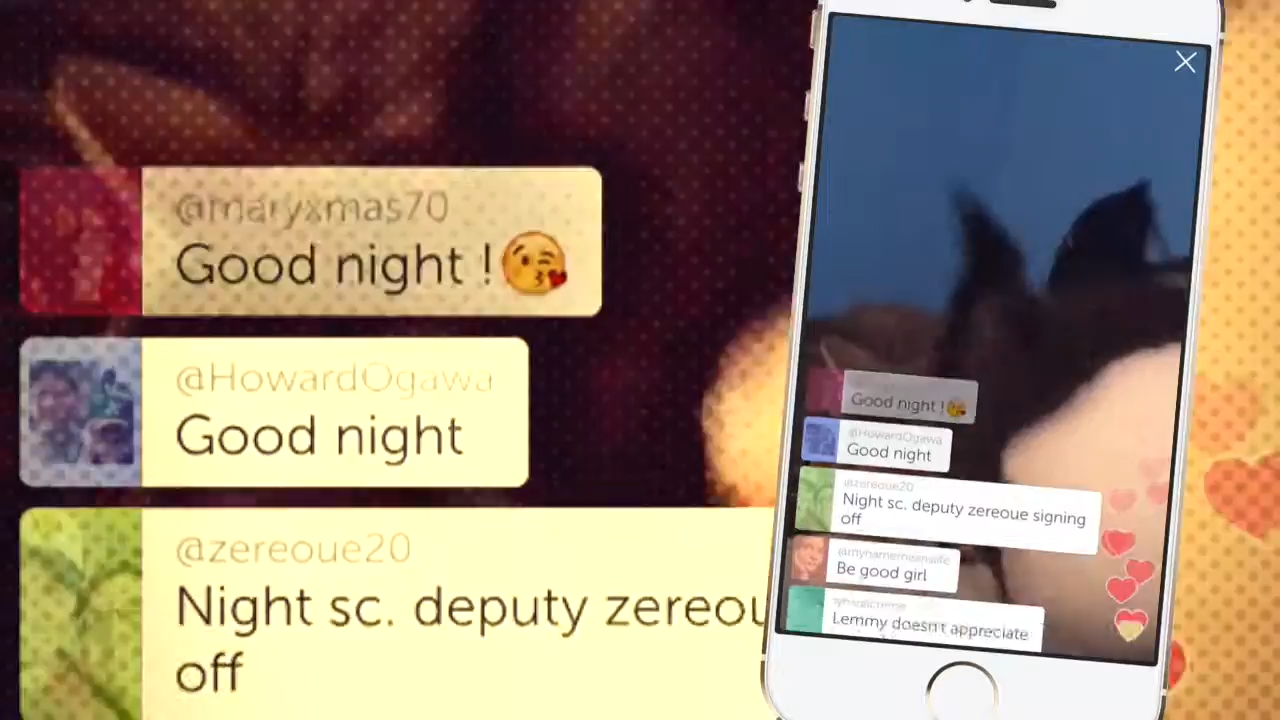 @maryxmas70
Good night !😘
@HowardOgawa
Good night
@zereoue20
Night sc. deputy
off
Good night !😘
@HowardOgawa
Good night
@zereoue20
Night sc. deputy zereoue signing
off
Be good girl
Lemmy doesn't appreciate